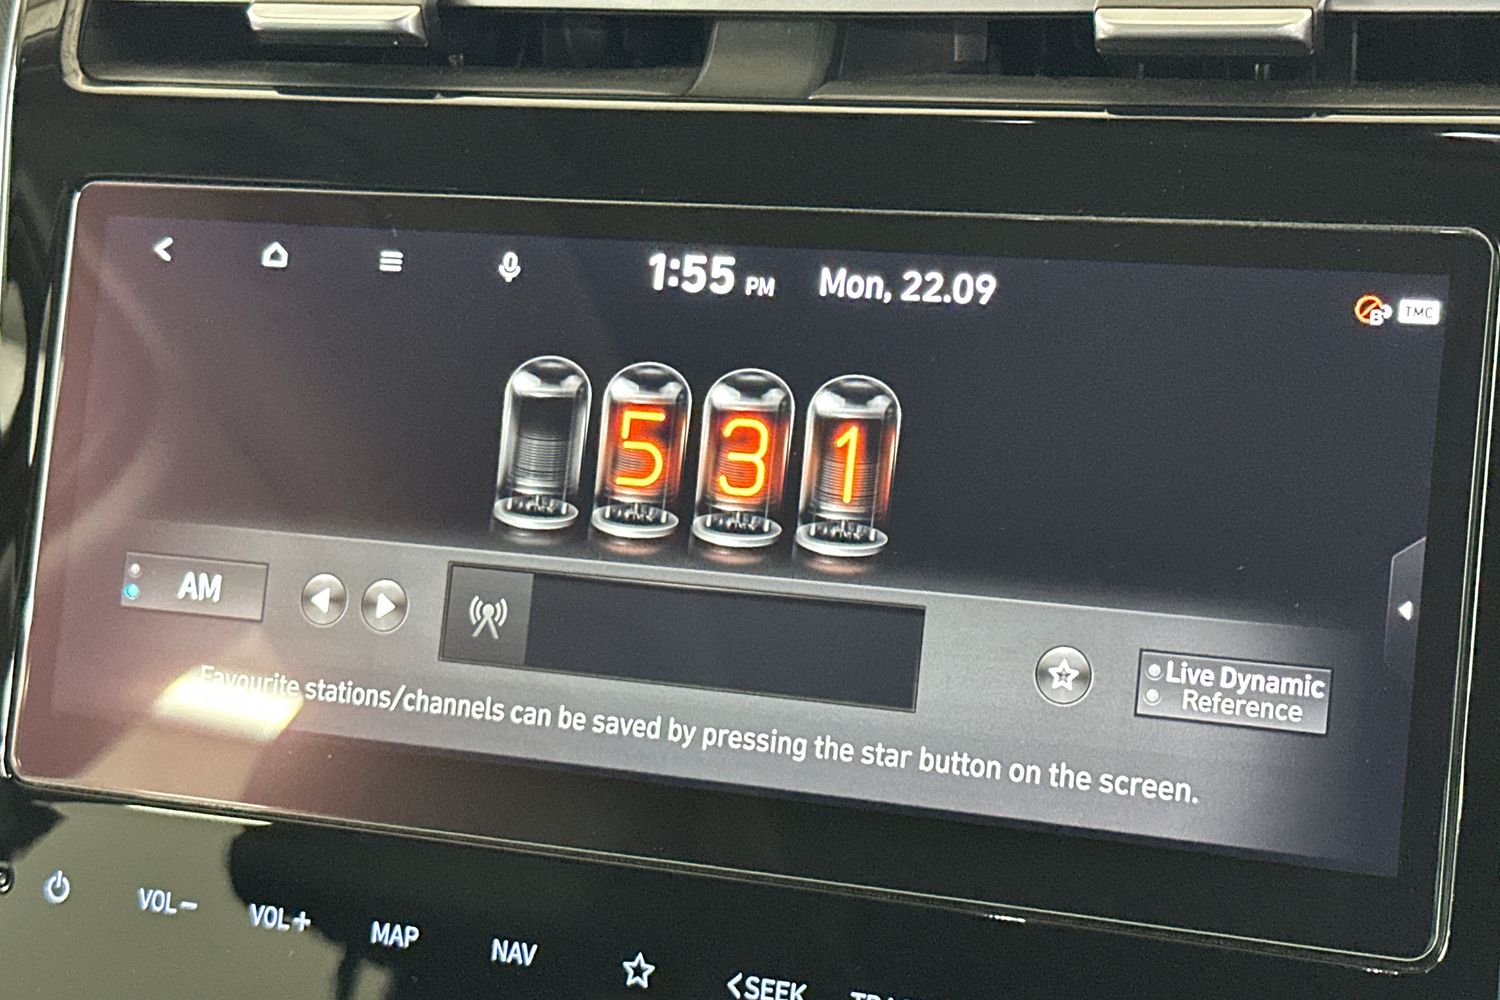 1:55 PM Mon, 22.09
TMC
531
AM
Live Dynamic
Reference
Favourite stations/channels can be saved by pressing the star button on the screen.
VOL− VOL+ MAP NAV <SEEK